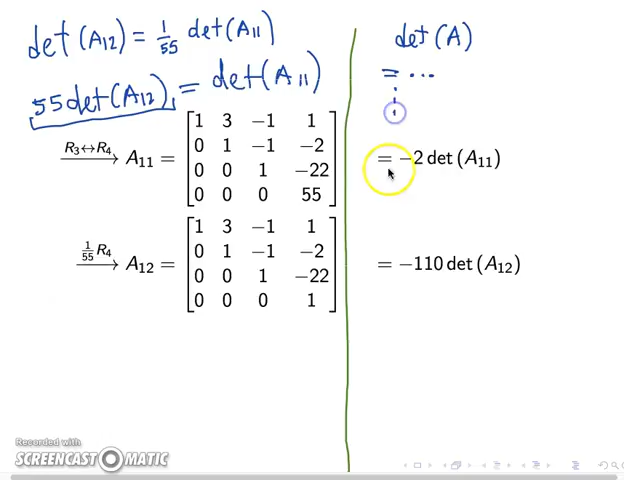 det(A12) = 1/55 det(A11)
55 det(A12) = det(A11)
R3↔R4 → A11 = [1 3 −1 1
0 1 −1 −2
0 0 1 −22
0 0 0 55]
1/55 R4 → A12 = [1 3 −1 1
0 1 −1 −2
0 0 1 −22
0 0 0 1]
det(A)
= ...
= −2 det (A11)
= −110 det (A12)
Recorded with
SCREENCAST MATIC